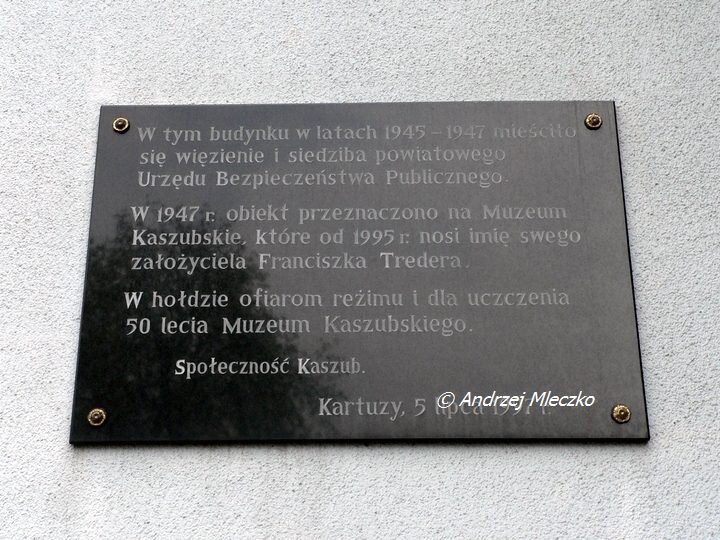 W tym budynku w latach 1945 – 1947 mieściło
się więzienie i siedziba powiatowego
Urzędu Bezpieczeństwa Publicznego.
W 1947 r. obiekt przeznaczono na Muzeum
Kaszubskie, które od 1995 r. nosi imię swego
założyciela Franciszka Tredera.
W hołdzie ofiarom reżimu i dla uczczenia
50 lecia Muzeum Kaszubskiego.
Społeczność Kaszub.
Kartuzy, 5 lipca
© Andrzej Mleczko